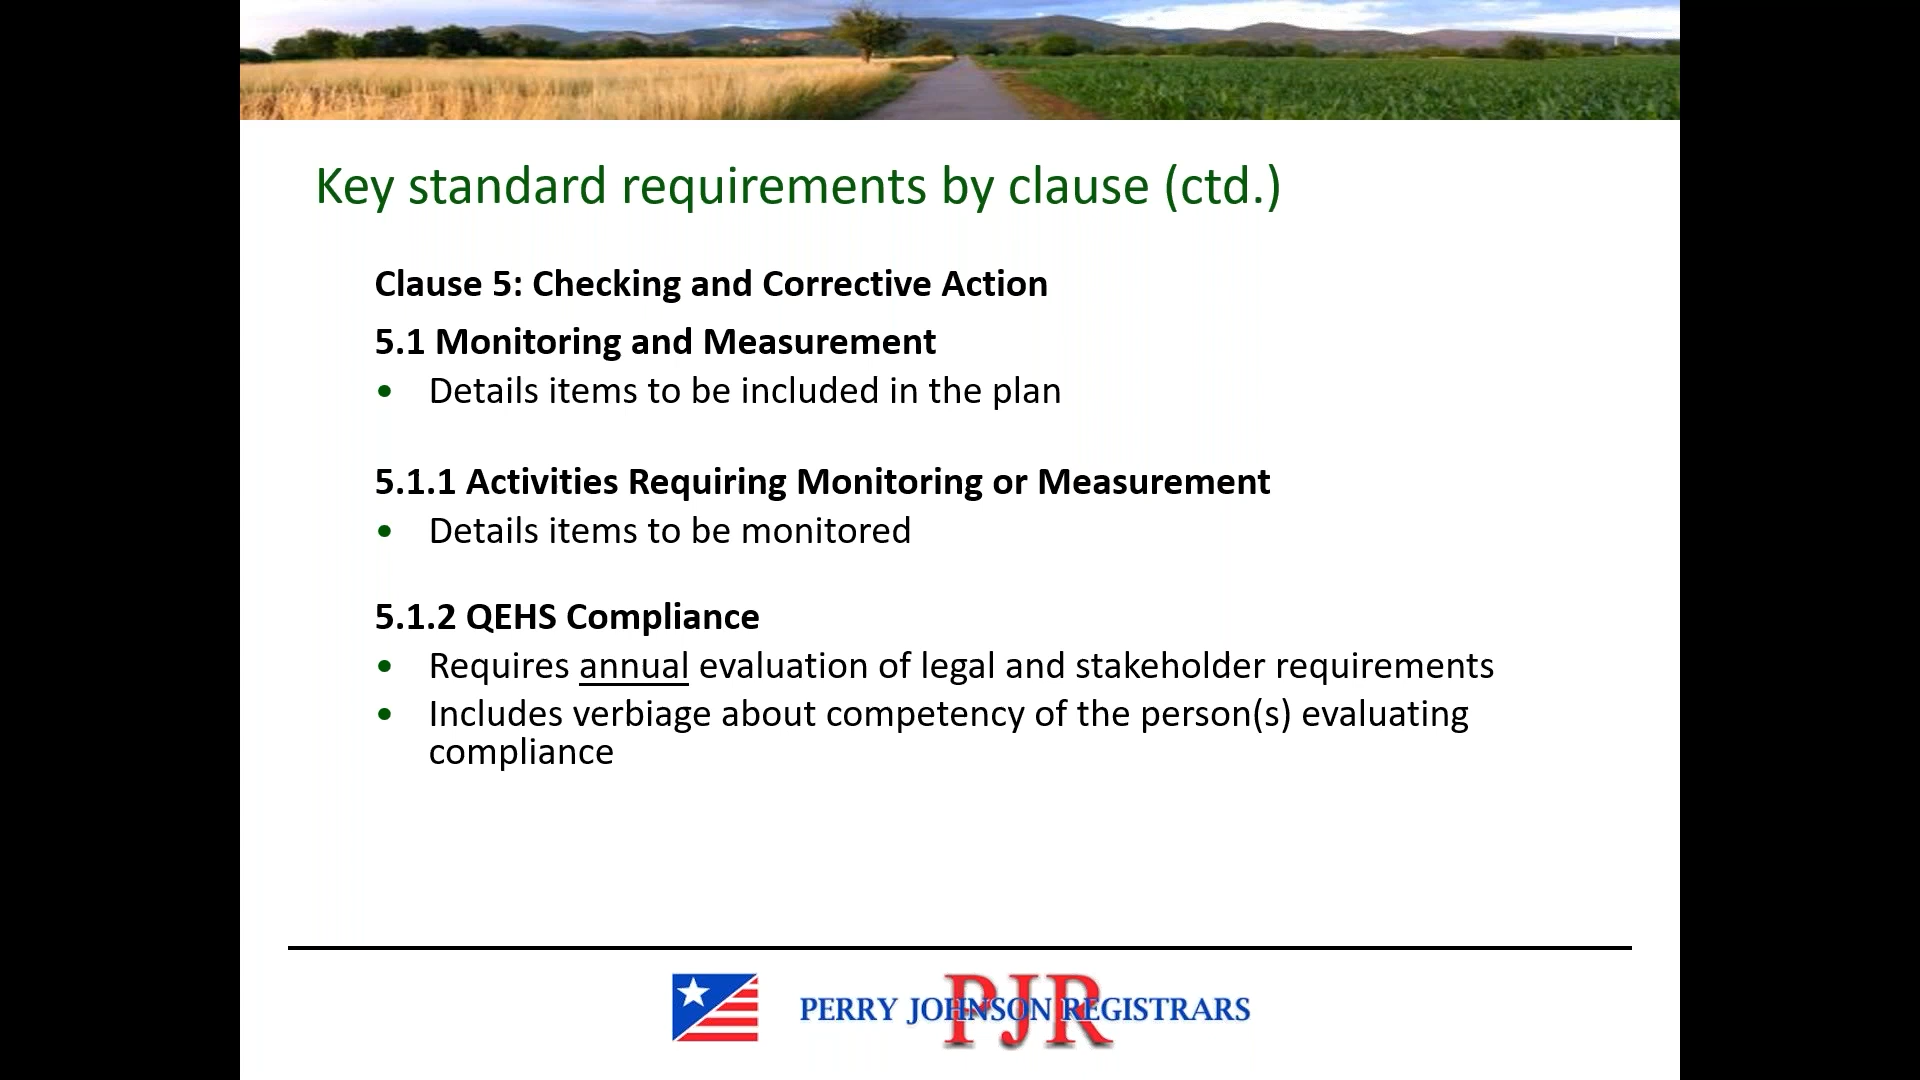 Key standard requirements by clause (ctd.)
Clause 5: Checking and Corrective Action
5.1 Monitoring and Measurement
• Details items to be included in the plan
5.1.1 Activities Requiring Monitoring or Measurement
• Details items to be monitored
5.1.2 QEHS Compliance
• Requires annual evaluation of legal and stakeholder requirements
• Includes verbiage about competency of the person(s) evaluating
compliance
PJR
PERRY JOHNSON REGISTRARS